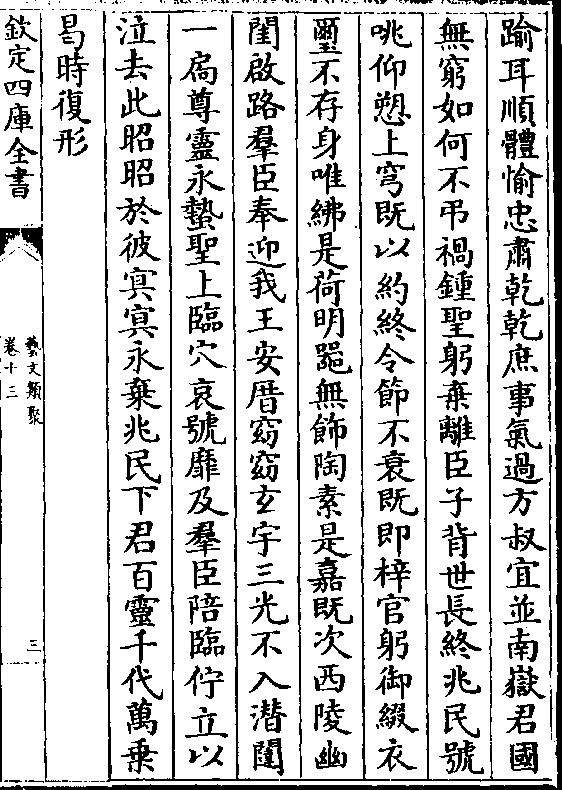 踰耳順體愉忠肅乾乾庶事氣過方叔宜並南嶽君國
無窮如何不弔禍鍾聖躬棄離臣子背世長終兆民號
咷仰愬上穹既以約終令節不衰既即梓宮躬御綴衣
璽不存身唯紼是荷明器無飾陶素是嘉既次西陵幽
閨啟路羣臣奉迎我王安厝窈窈玄宇三光不入潜闥
一扃尊靈永蟄聖上臨穴哀號靡及羣臣陪臨佇立以
泣去此昭昭於彼冥冥永棄兆民下君百靈千代萬乗
曷時復形
欽定四庫全書
藝文類聚
卷十三
三